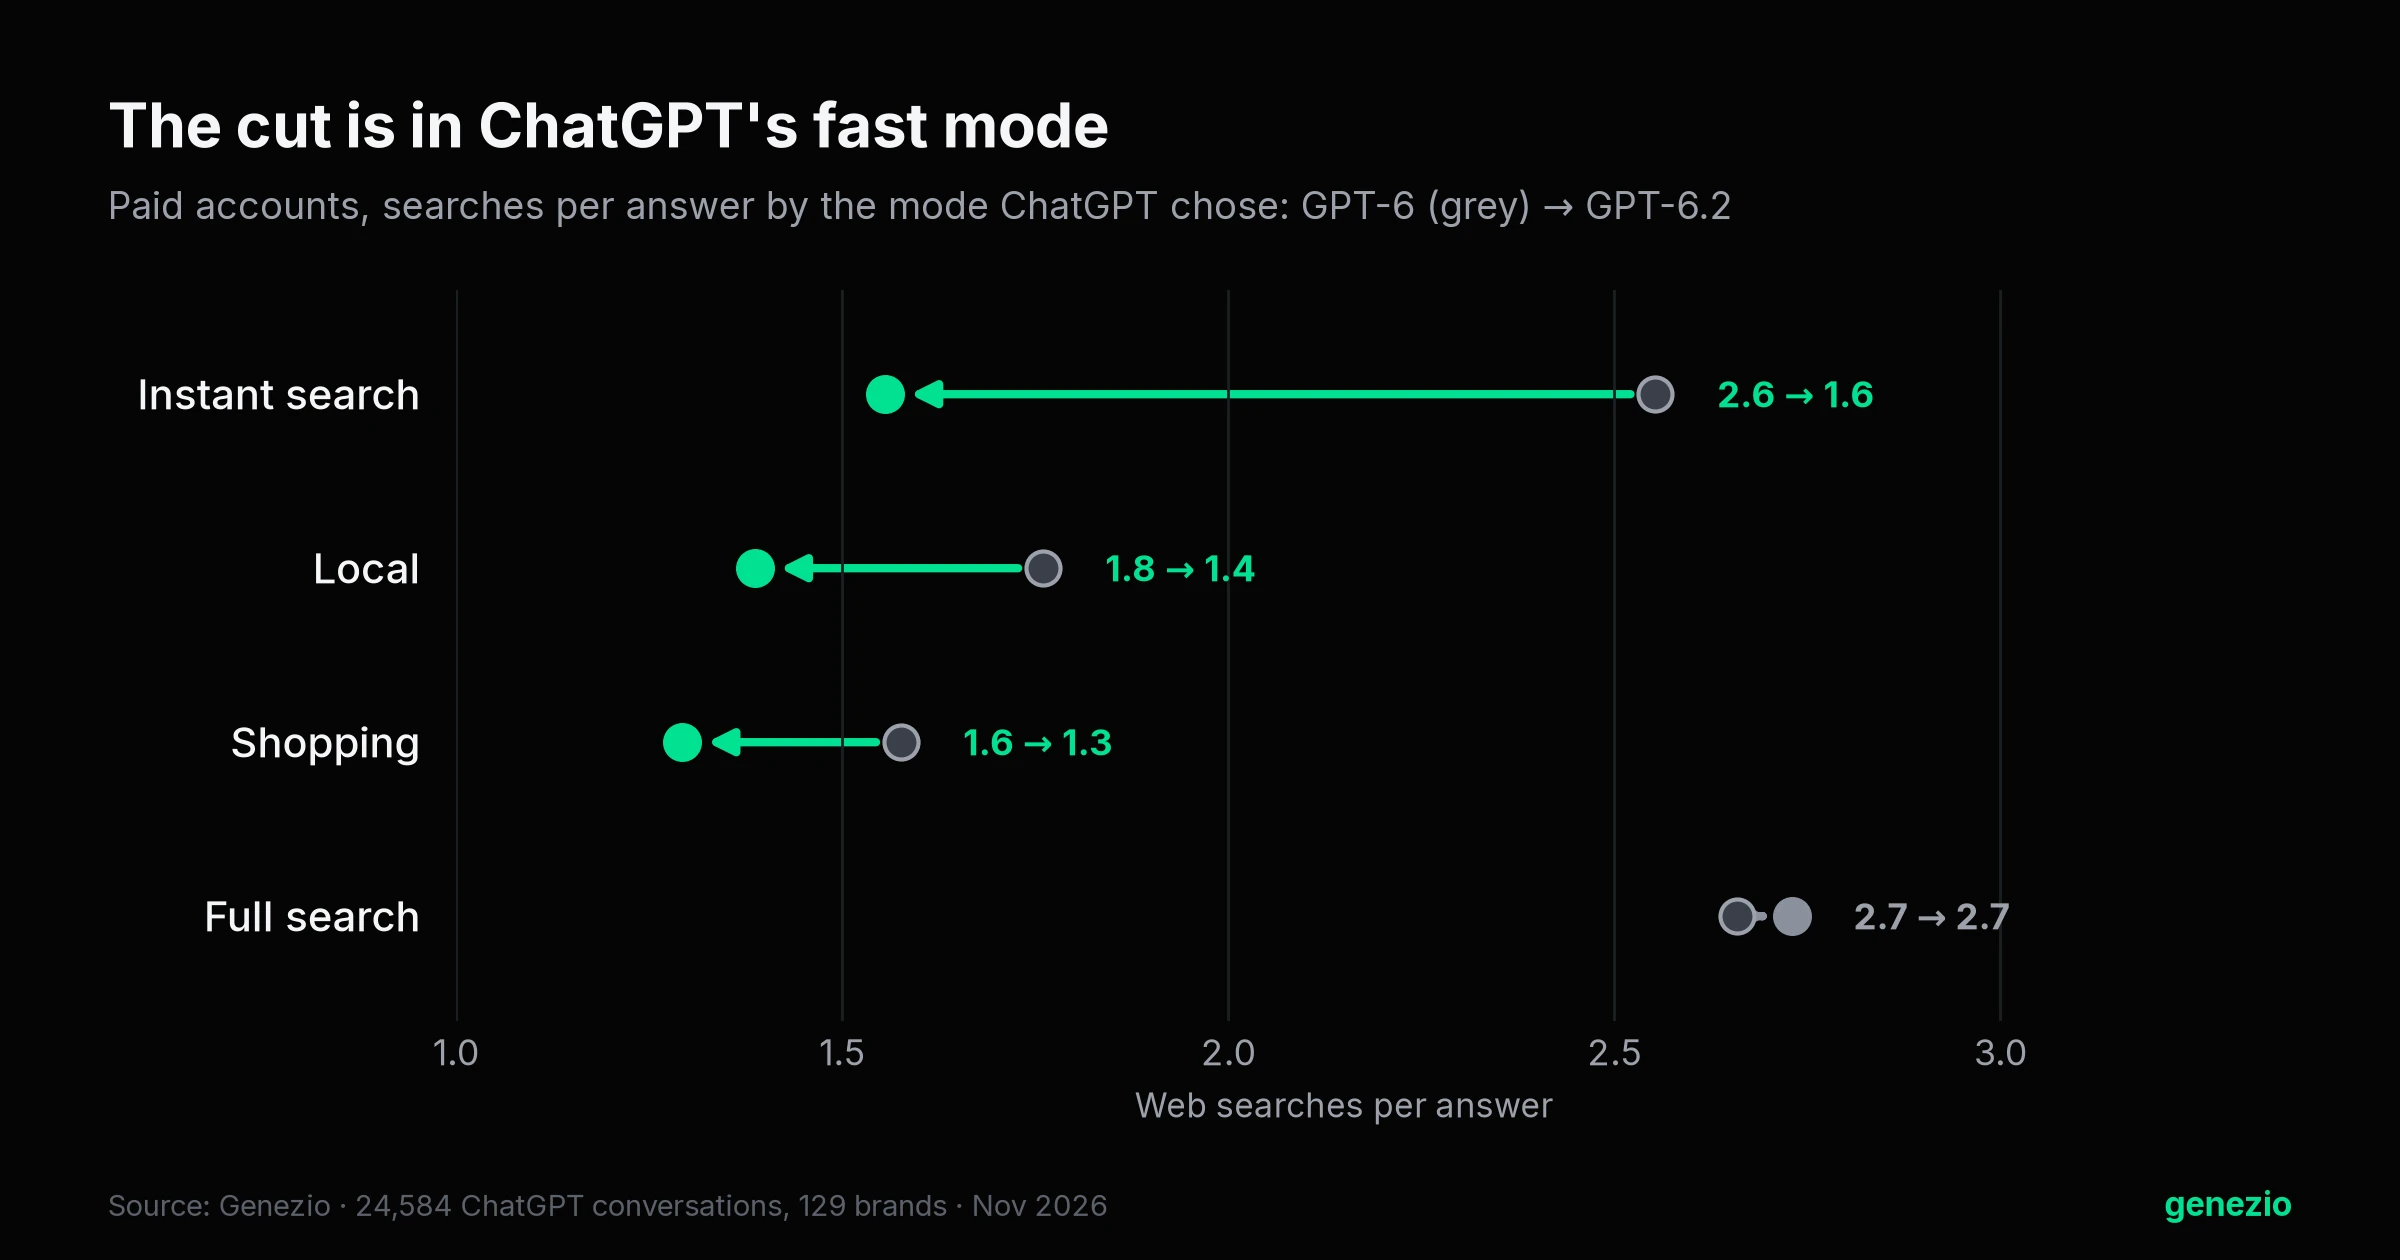 The cut is in ChatGPT's fast mode
Paid accounts, searches per answer by the mode ChatGPT chose: GPT-6 (grey) → GPT-6.2
Instant search
2.6 → 1.6
Local
1.8 → 1.4
Shopping
1.6 → 1.3
Full search
2.7 → 2.7
1.0
1.5
2.0
2.5
3.0
Web searches per answer
Source: Genezio · 24,584 ChatGPT conversations, 129 brands · Nov 2026
genezio